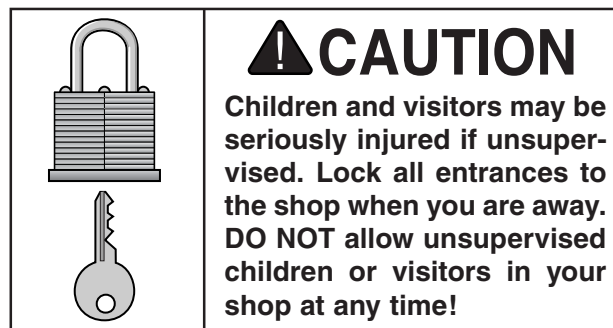 CAUTION
Children and visitors may be
seriously injured if unsuper-
vised. Lock all entrances to
the shop when you are away.
DO NOT allow unsupervised
children or visitors in your
shop at any time!